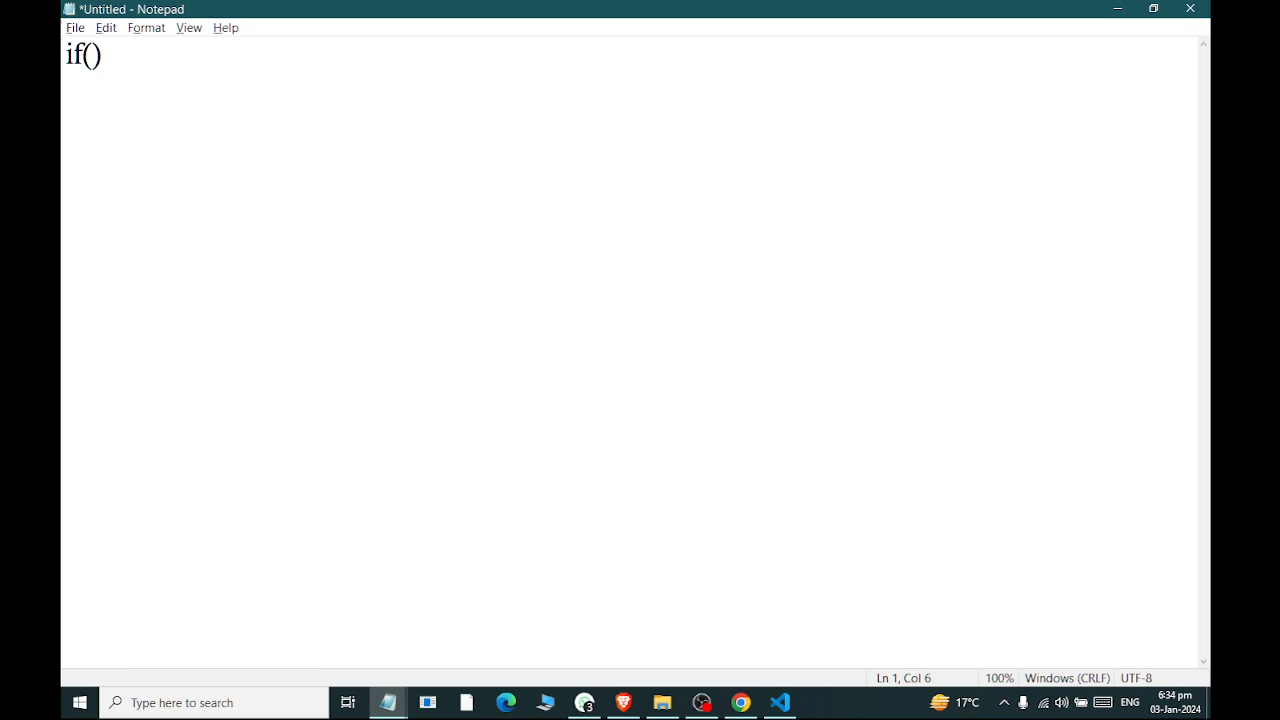 *Untitled - Notepad
File Edit Format View Help
if()
Ln 1, Col 6 100% Windows (CRLF) UTF-8
Type here to search
3
17°C
ENG
6:34 pm
03-Jan-2024